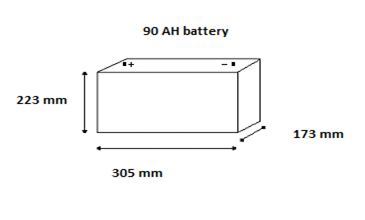 90 AH battery
+ −
223 mm
173 mm
305 mm